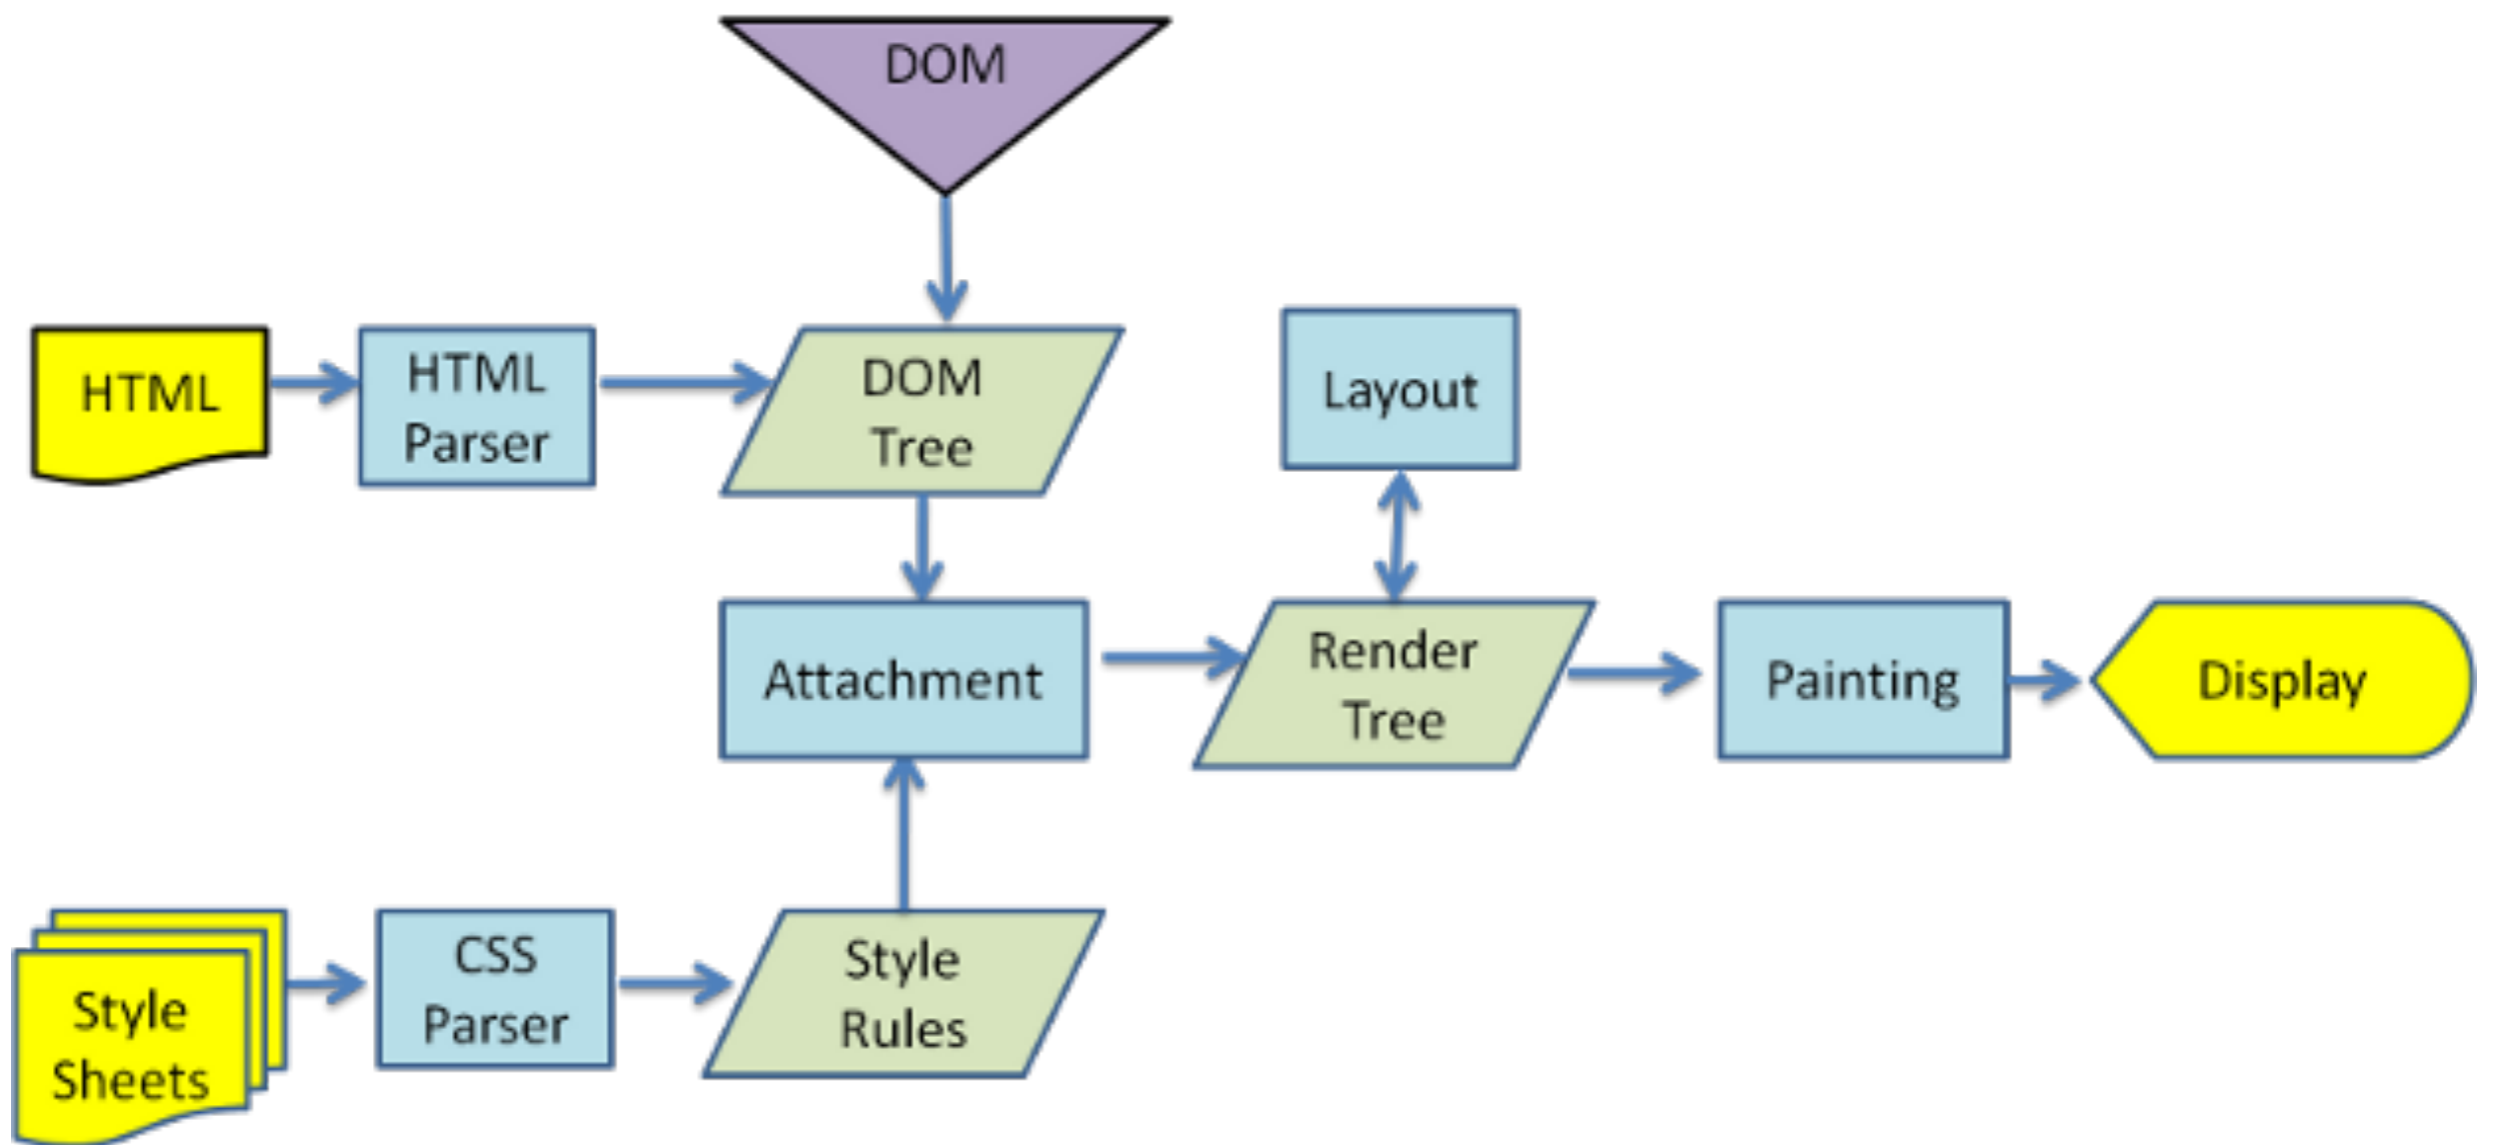 DOM
HTML
HTML
Parser
DOM
Tree
Layout
Attachment
Render
Tree
Painting
Display
Style
Sheets
CSS
Parser
Style
Rules